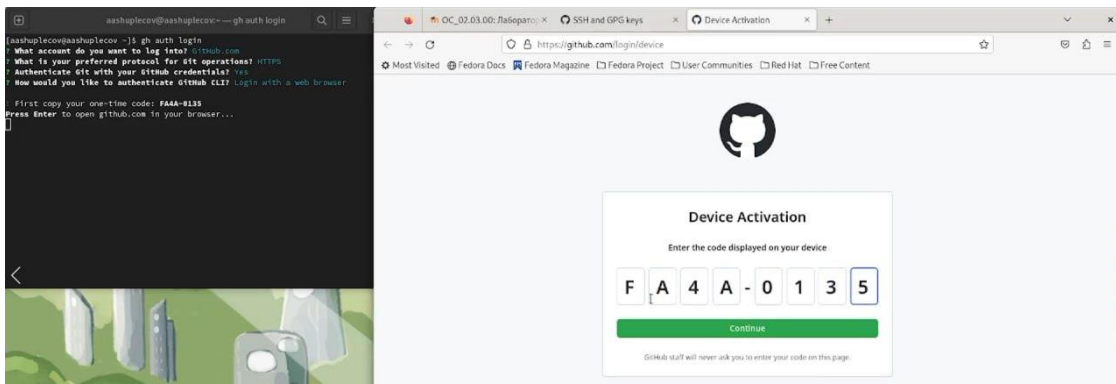 aashuplecov@aashuplecov:~ — gh auth login
[aashuplecov@aashuplecov ~]$ gh auth login
? What account do you want to log into? GitHub.com
? What is your preferred protocol for Git operations? HTTPS
? Authenticate Git with your GitHub credentials? Yes
? How would you like to authenticate GitHub CLI? Login with a web browser
! First copy your one-time code: FA4A-0135
Press Enter to open github.com in your browser...
ОС_02.03.00: Лаборатор
SSH and GPG keys
Device Activation
https://github.com/login/device
Most Visited Fedora Docs Fedora Magazine Fedora Project User Communities Red Hat Free Content
Device Activation
Enter the code displayed on your device
F A 4 A - 0 1 3 5
Continue
GitHub staff will never ask you to enter your code on this page.